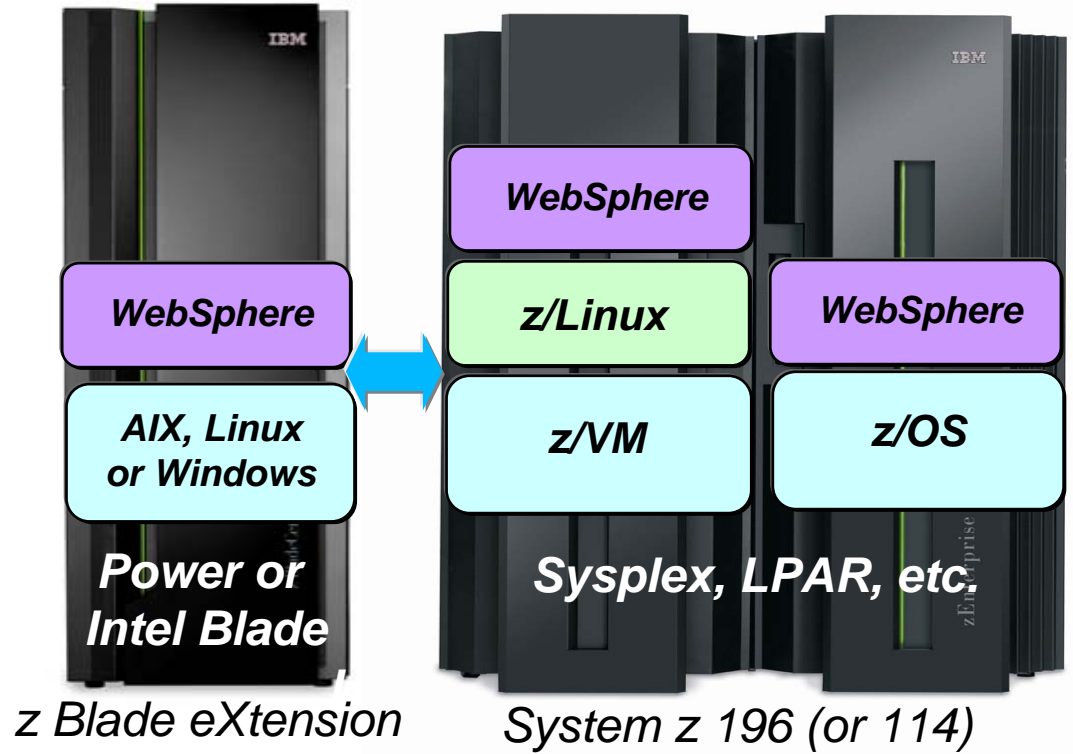 IBM
IBM
WebSphere
WebSphere
z/Linux
WebSphere
AIX, Linux
or Windows
z/VM
z/OS
Power or
Intel Blade
Sysplex, LPAR, etc.
zEnterprise
z Blade eXtension
System z 196 (or 114)